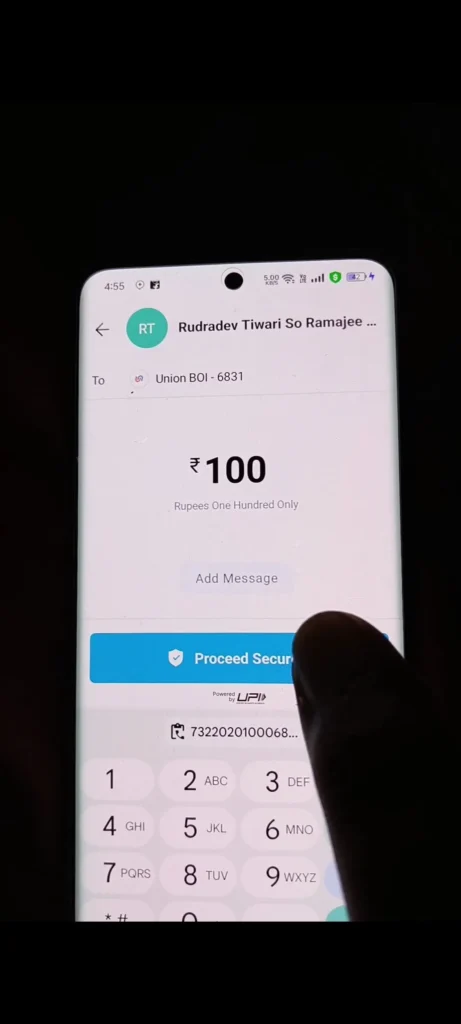 4:55 5.00 KB/S Vo LTE
RT Rudradev Tiwari So Ramajee ...
To Union BOI - 6831
₹100
Rupees One Hundred Only
Add Message
Proceed Secur
Powered by UPI
7322020100068...
1 2 ABC 3 DEF
4 GHI 5 JKL 6 MNO
7 PQRS 8 TUV 9 WXYZ
* # 0